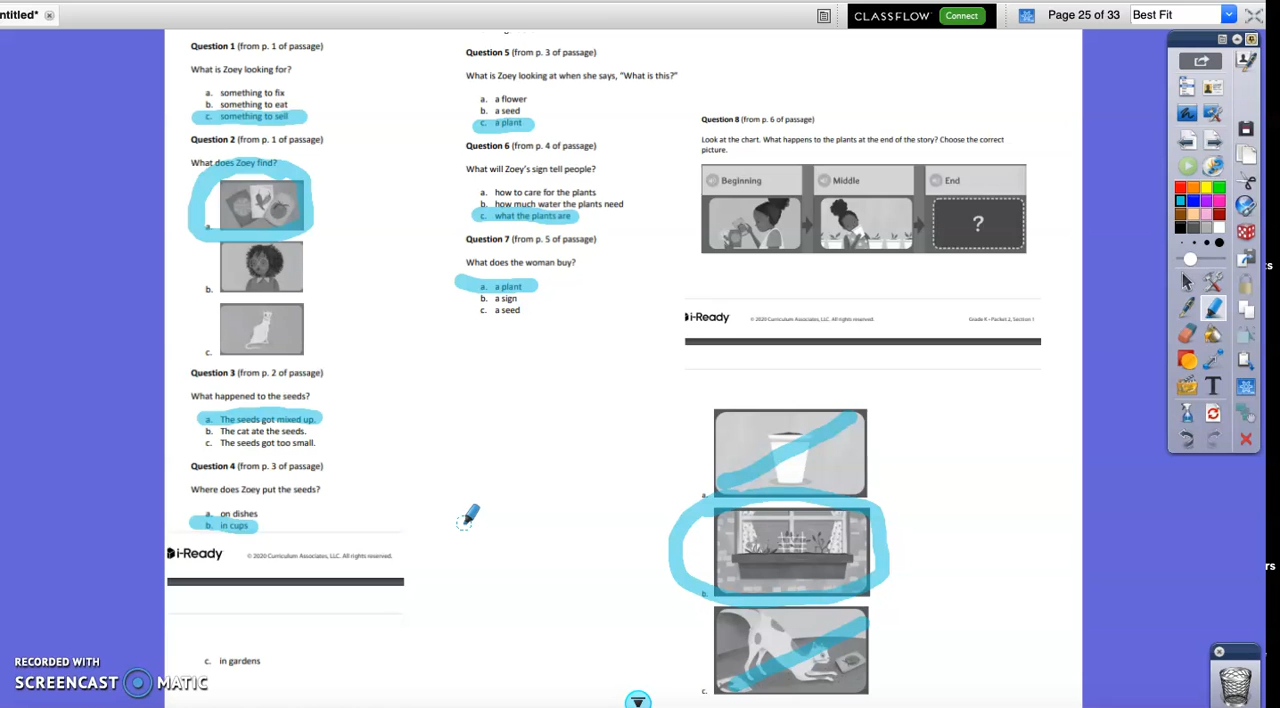 ntitled*
CLASSFLOW
Connect
Page 25 of 33
Best Fit
Question 1 (from p. 1 of passage)
What is Zoey looking for?
a. something to fix
b. something to eat
c. something to sell
Question 2 (from p. 1 of passage)
What does Zoey find?
a.
b.
c.
Question 3 (from p. 2 of passage)
What happened to the seeds?
a. The seeds got mixed up.
b. The cat ate the seeds.
c. The seeds got too small.
Question 4 (from p. 3 of passage)
Where does Zoey put the seeds?
a. on dishes
b. in cups
i-Ready
© 2020 Curriculum Associates, LLC. All rights reserved.
c. in gardens
RECORDED WITH
SCREENCAST MATIC
Question 5 (from p. 3 of passage)
What is Zoey looking at when she says, "What is this?"
a. a flower
b. a seed
c. a plant
Question 6 (from p. 4 of passage)
What will Zoey's sign tell people?
a. how to care for the plants
b. how much water the plants need
c. what the plants are
Question 7 (from p. 5 of passage)
What does the woman buy?
a. a plant
b. a sign
c. a seed
Question 8 (from p. 6 of passage)
Look at the chart. What happens to the plants at the end of the story? Choose the correct
picture.
Beginning
Middle
End
?
i-Ready
© 2020 Curriculum Associates, LLC. All rights reserved.
Grade K • Packet 2, Section 1
a.
b.
c.
T
s
rs